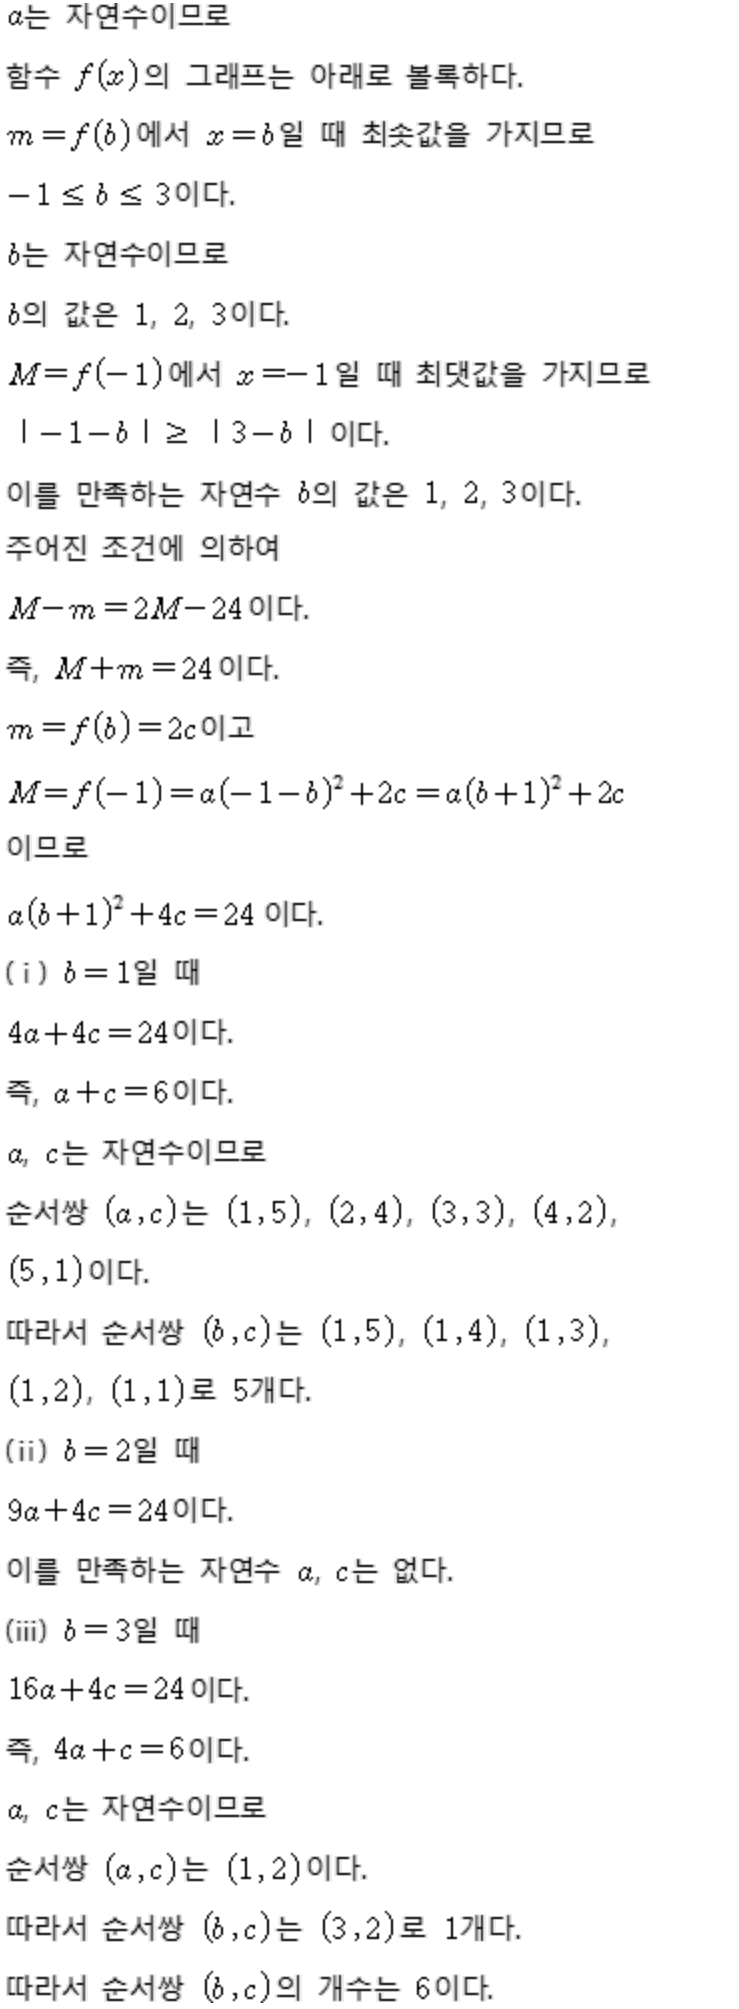 a는 자연수이므로
함수 f(x)의 그래프는 아래로 볼록하다.
m=f(b)에서 x=b일 때 최솟값을 가지므로
-1≤b≤3이다.
b는 자연수이므로
b의 값은 1, 2, 3이다.
M=f(-1)에서 x=-1일 때 최댓값을 가지므로
|-1-b|≥|3-b| 이다.
이를 만족하는 자연수 b의 값은 1, 2, 3이다.
주어진 조건에 의하여
M-m=2M-24이다.
즉, M+m=24이다.
m=f(b)=2c이고
M=f(-1)=a(-1-b)²+2c=a(b+1)²+2c
이므로
a(b+1)²+4c=24 이다.
(i) b=1일 때
4a+4c=24이다.
즉, a+c=6이다.
a, c는 자연수이므로
순서쌍 (a,c)는 (1,5), (2,4), (3,3), (4,2),
(5,1)이다.
따라서 순서쌍 (b,c)는 (1,5), (1,4), (1,3),
(1,2), (1,1)로 5개다.
(ii) b=2일 때
9a+4c=24이다.
이를 만족하는 자연수 a, c는 없다.
(iii) b=3일 때
16a+4c=24이다.
즉, 4a+c=6이다.
a, c는 자연수이므로
순서쌍 (a,c)는 (1,2)이다.
따라서 순서쌍 (b,c)는 (3,2)로 1개다.
따라서 순서쌍 (b,c)의 개수는 6이다.